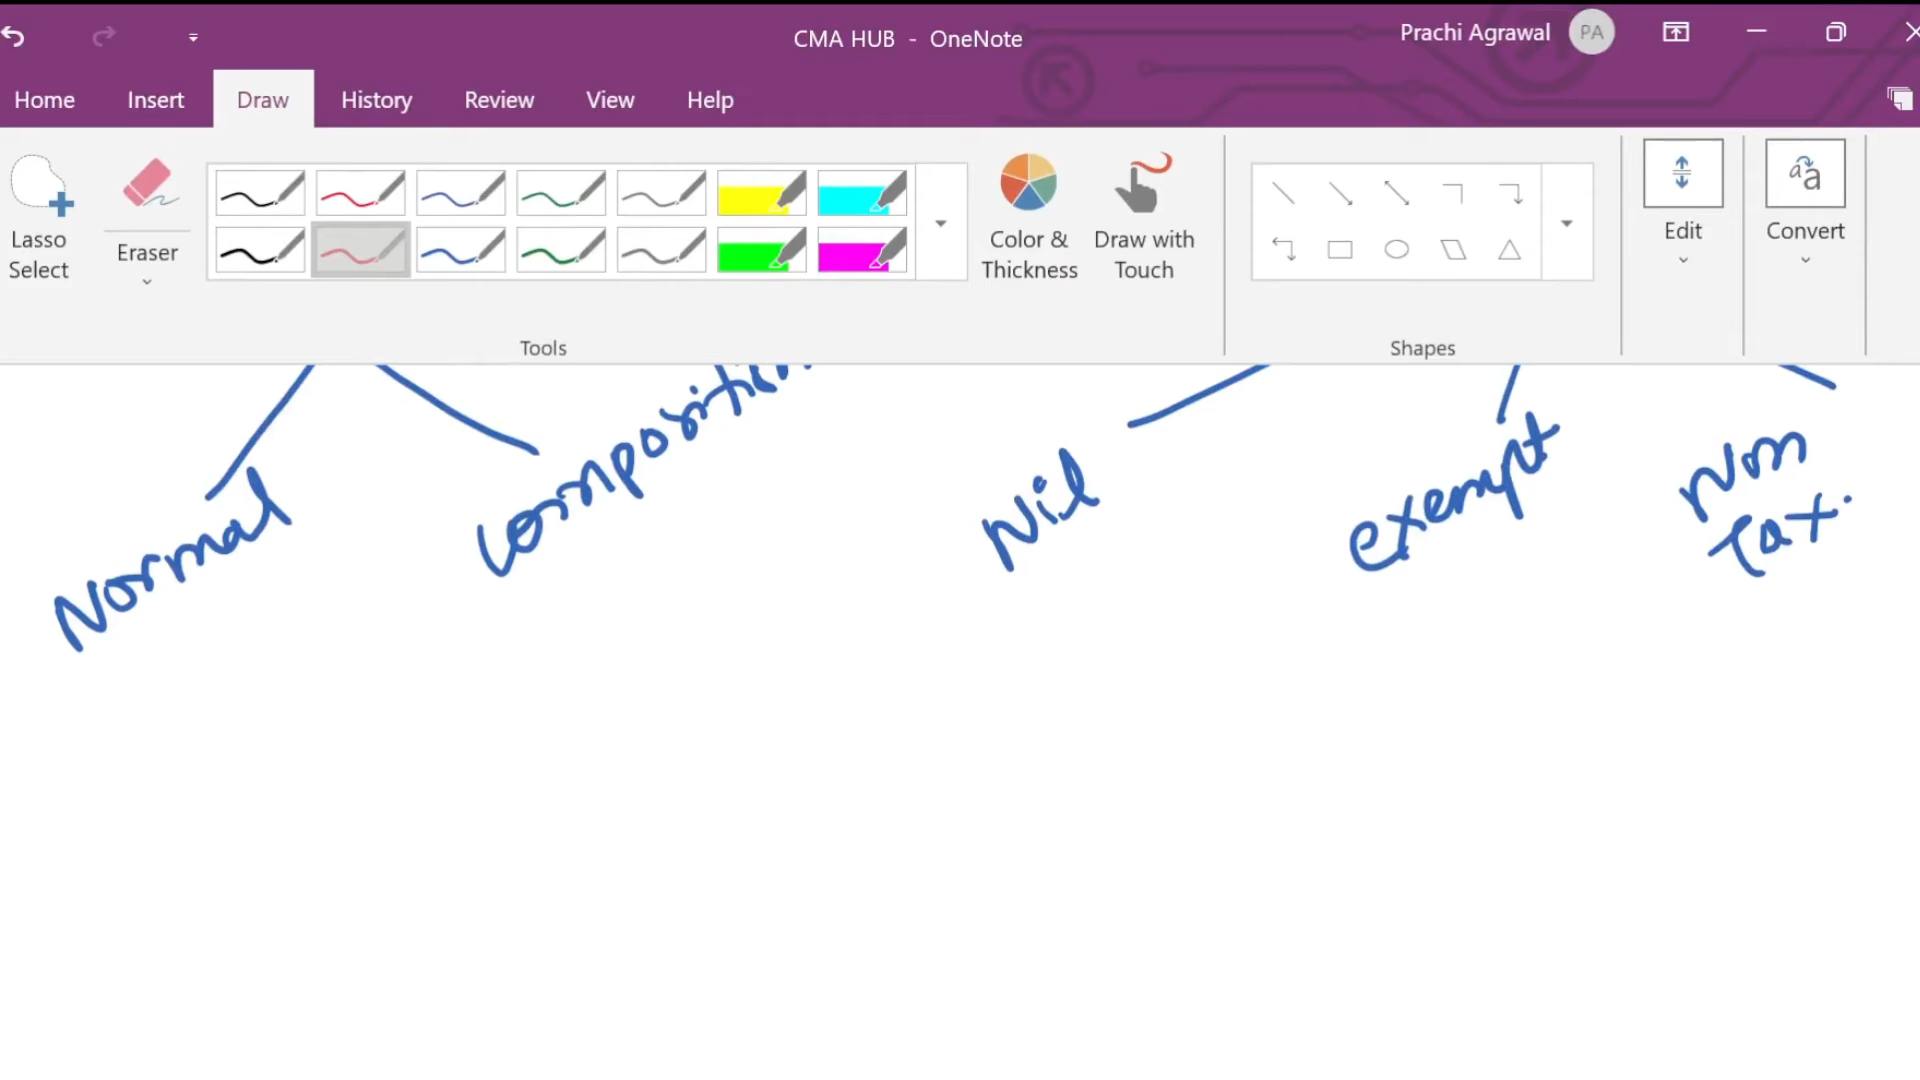 CMA HUB - OneNote
Prachi Agrawal PA
Home Insert Draw History Review View Help
Lasso Select
Eraser
Color & Thickness
Draw with Touch
Edit
Convert
Tools
Shapes
Normal
Composition
Nil
exempt
Non
Tax.